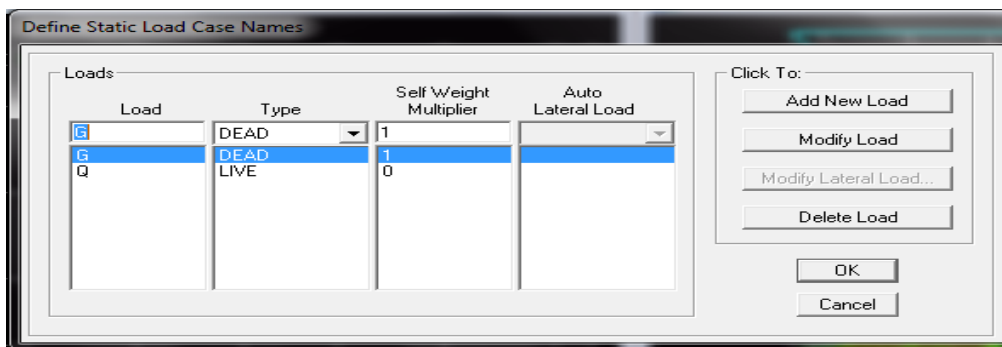 Define Static Load Case Names
Loads
Load Type Self Weight Multiplier Auto Lateral Load
G DEAD 1
G DEAD 1
Q LIVE 0
Click To:
Add New Load
Modify Load
Modify Lateral Load...
Delete Load
OK
Cancel